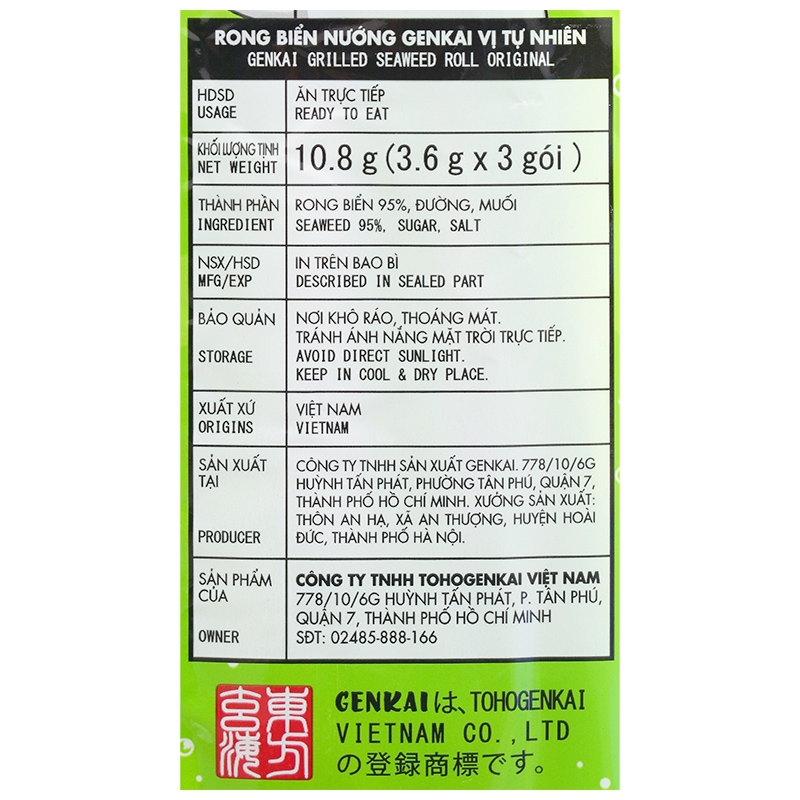 RONG BIỂN NƯỚNG GENKAI VỊ TỰ NHIÊN
GENKAI GRILLED SEAWEED ROLL ORIGINAL
HDSD
USAGE
ĂN TRỰC TIẾP
READY TO EAT
KHỐI LƯỢNG TỊNH
NET WEIGHT
10.8 g (3.6 g x 3 gói )
THÀNH PHẦN
INGREDIENT
RONG BIỂN 95%, ĐƯỜNG, MUỐI
SEAWEED 95%, SUGAR, SALT
NSX/HSD
MFG/EXP
IN TRÊN BAO BÌ
DESCRIBED IN SEALED PART
BẢO QUẢN
STORAGE
NƠI KHÔ RÁO, THOÁNG MÁT.
TRÁNH ÁNH NẮNG MẶT TRỜI TRỰC TIẾP.
AVOID DIRECT SUNLIGHT.
KEEP IN COOL & DRY PLACE.
XUẤT XỨ
ORIGINS
VIỆT NAM
VIETNAM
SẢN XUẤT
TẠI
PRODUCER
CÔNG TY TNHH SẢN XUẤT GENKAI. 778/10/6G
HUỲNH TẤN PHÁT, PHƯỜNG TÂN PHÚ, QUẬN 7,
THÀNH PHỐ HỒ CHÍ MINH. XƯỞNG SẢN XUẤT:
THÔN AN HẠ, XÃ AN THƯỢNG, HUYỆN HOÀI
ĐỨC, THÀNH PHỐ HÀ NỘI.
SẢN PHẨM
CỦA
OWNER
CÔNG TY TNHH TOHOGENKAI VIỆT NAM
778/10/6G HUỲNH TẤN PHÁT, P. TÂN PHÚ,
QUẬN 7, THÀNH PHỐ HỒ CHÍ MINH
SĐT: 02485-888-166
東方
玄海
GENKAIは、TOHOGENKAI
VIETNAM CO.,LTD
の登録商標です。